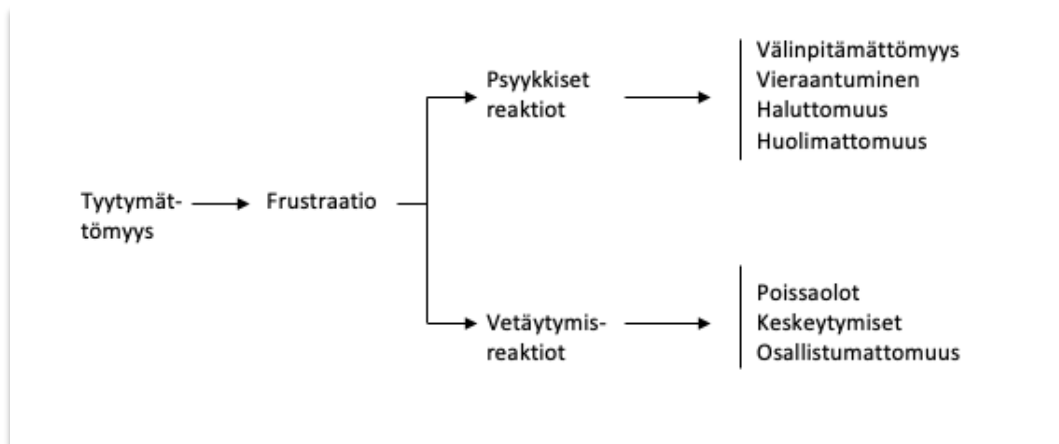 Tyytymät-
tömyys
Frustraatio
Psyykkiset
reaktiot
Välinpitämättömyys
Vieraantuminen
Haluttomuus
Huolimattomuus
Vetäytymis-
reaktiot
Poissaolot
Keskeytymiset
Osallistumattomuus